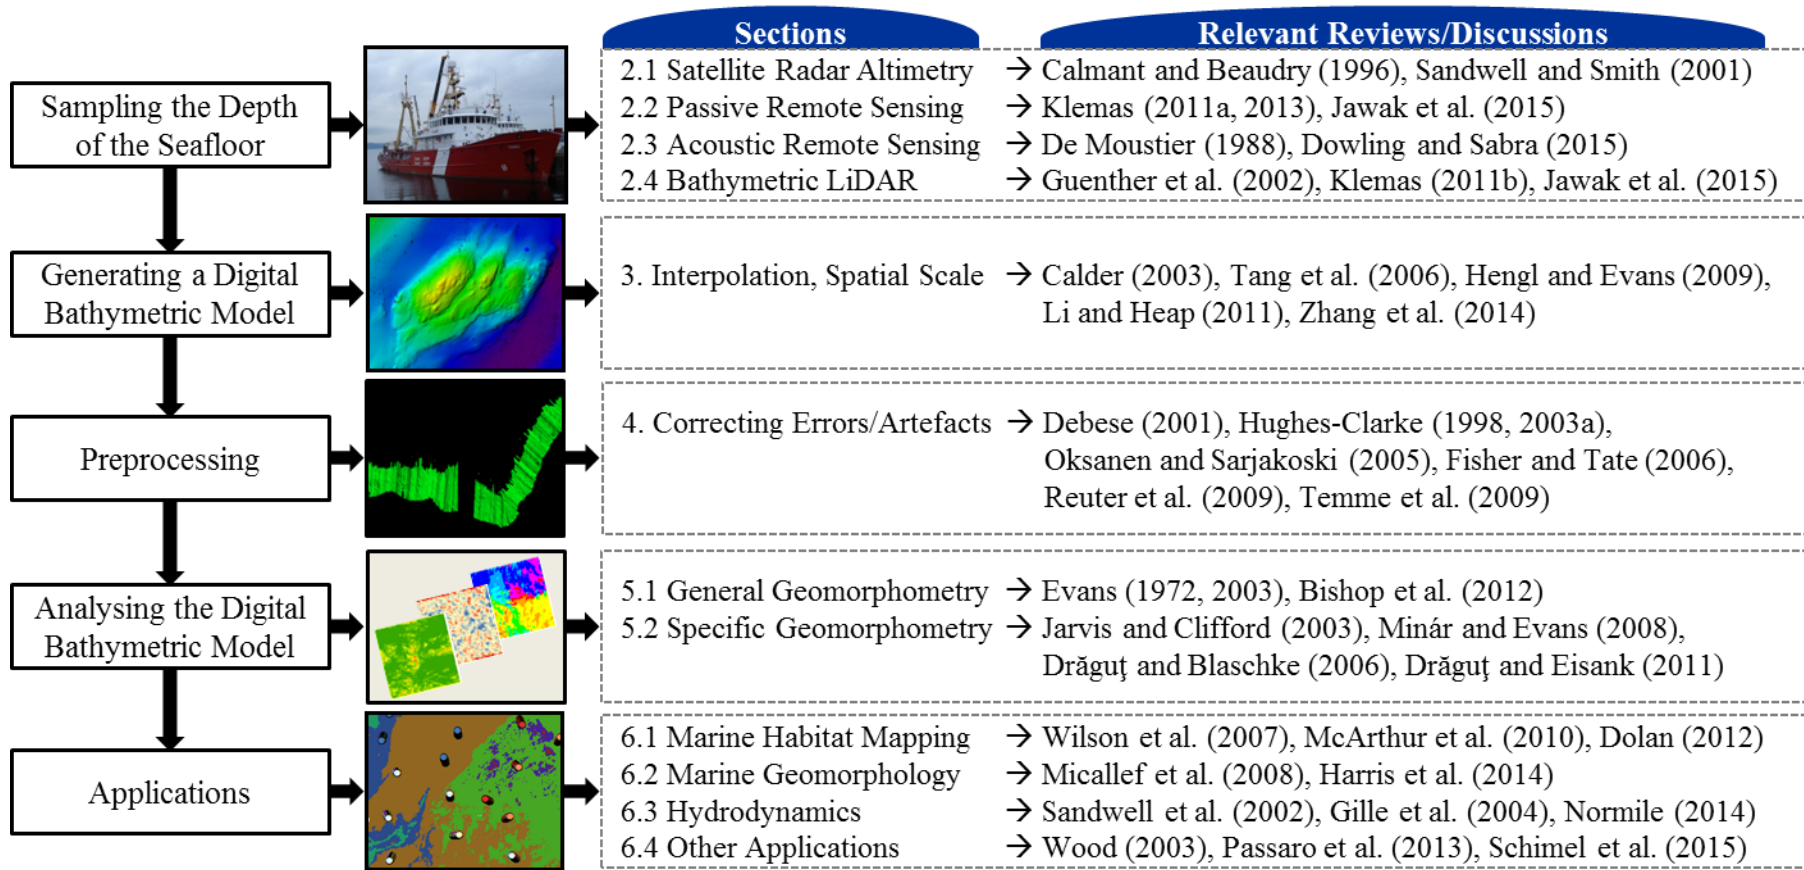 Sections
Relevant Reviews/Discussions
Sampling the Depth
of the Seafloor
2.1 Satellite Radar Altimetry → Calmant and Beaudry (1996), Sandwell and Smith (2001)
2.2 Passive Remote Sensing → Klemas (2011a, 2013), Jawak et al. (2015)
2.3 Acoustic Remote Sensing → De Moustier (1988), Dowling and Sabra (2015)
2.4 Bathymetric LiDAR → Guenther et al. (2002), Klemas (2011b), Jawak et al. (2015)
Generating a Digital
Bathymetric Model
3. Interpolation, Spatial Scale → Calder (2003), Tang et al. (2006), Hengl and Evans (2009),
Li and Heap (2011), Zhang et al. (2014)
Preprocessing
4. Correcting Errors/Artefacts → Debese (2001), Hughes-Clarke (1998, 2003a),
Oksanen and Sarjakoski (2005), Fisher and Tate (2006),
Reuter et al. (2009), Temme et al. (2009)
Analysing the Digital
Bathymetric Model
5.1 General Geomorphometry → Evans (1972, 2003), Bishop et al. (2012)
5.2 Specific Geomorphometry → Jarvis and Clifford (2003), Minár and Evans (2008),
Drăguţ and Blaschke (2006), Drăguţ and Eisank (2011)
Applications
6.1 Marine Habitat Mapping → Wilson et al. (2007), McArthur et al. (2010), Dolan (2012)
6.2 Marine Geomorphology → Micallef et al. (2008), Harris et al. (2014)
6.3 Hydrodynamics → Sandwell et al. (2002), Gille et al. (2004), Normile (2014)
6.4 Other Applications → Wood (2003), Passaro et al. (2013), Schimel et al. (2015)